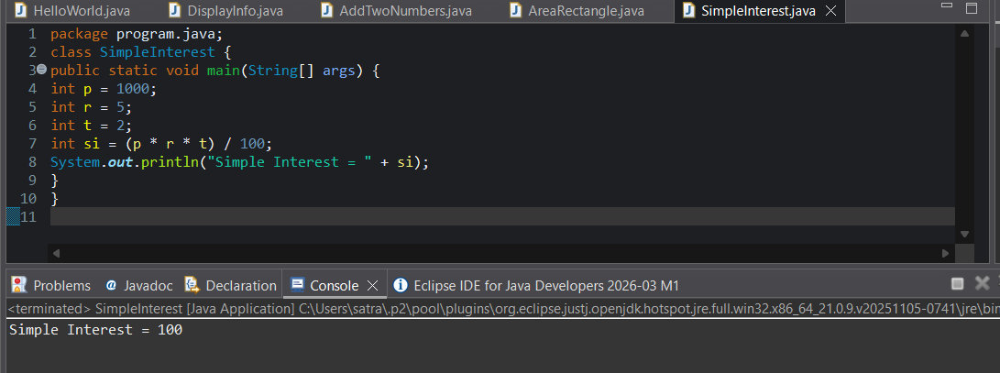 HelloWorld.java DisplayInfo.java AddTwoNumbers.java AreaRectangle.java SimpleInterest.java
1 package program.java;
2 class SimpleInterest {
3 public static void main(String[] args) {
4 int p = 1000;
5 int r = 5;
6 int t = 2;
7 int si = (p * r * t) / 100;
8 System.out.println("Simple Interest = " + si);
9 }
10 }
11
Problems @ Javadoc Declaration Console Eclipse IDE for Java Developers 2026-03 M1
<terminated> SimpleInterest [Java Application] C:\Users\satra\.p2\pool\plugins\org.eclipse.justj.openjdk.hotspot.jre.full.win32.x86_64_21.0.9.v20251105-0741\jre\bin
Simple Interest = 100